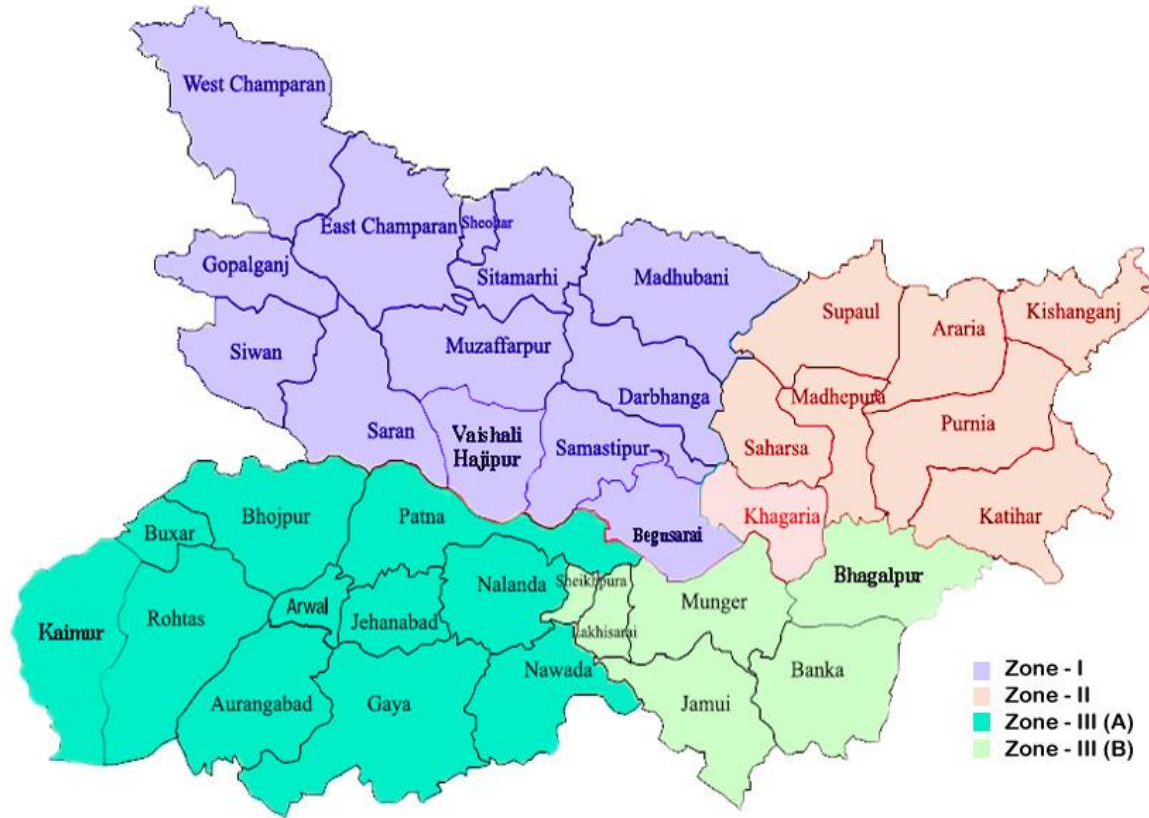 West Champaran
East Champaran
Sheohar
Gopalganj
Sitamarhi
Madhubani
Siwan
Muzaffarpur
Darbhanga
Saran
Vaishali
Hajipur
Samastipur
Begusarai
Supaul
Araria
Kishanganj
Madhepura
Saharsa
Purnia
Khagaria
Katihar
Bhojpur
Patna
Buxar
Nalanda
Sheikhpura
Munger
Bhagalpur
Kaimur
Rohtas
Arwal
Jehanabad
Lakhisarai
Aurangabad
Gaya
Nawada
Jamui
Banka
Zone - I
Zone - II
Zone - III (A)
Zone - III (B)